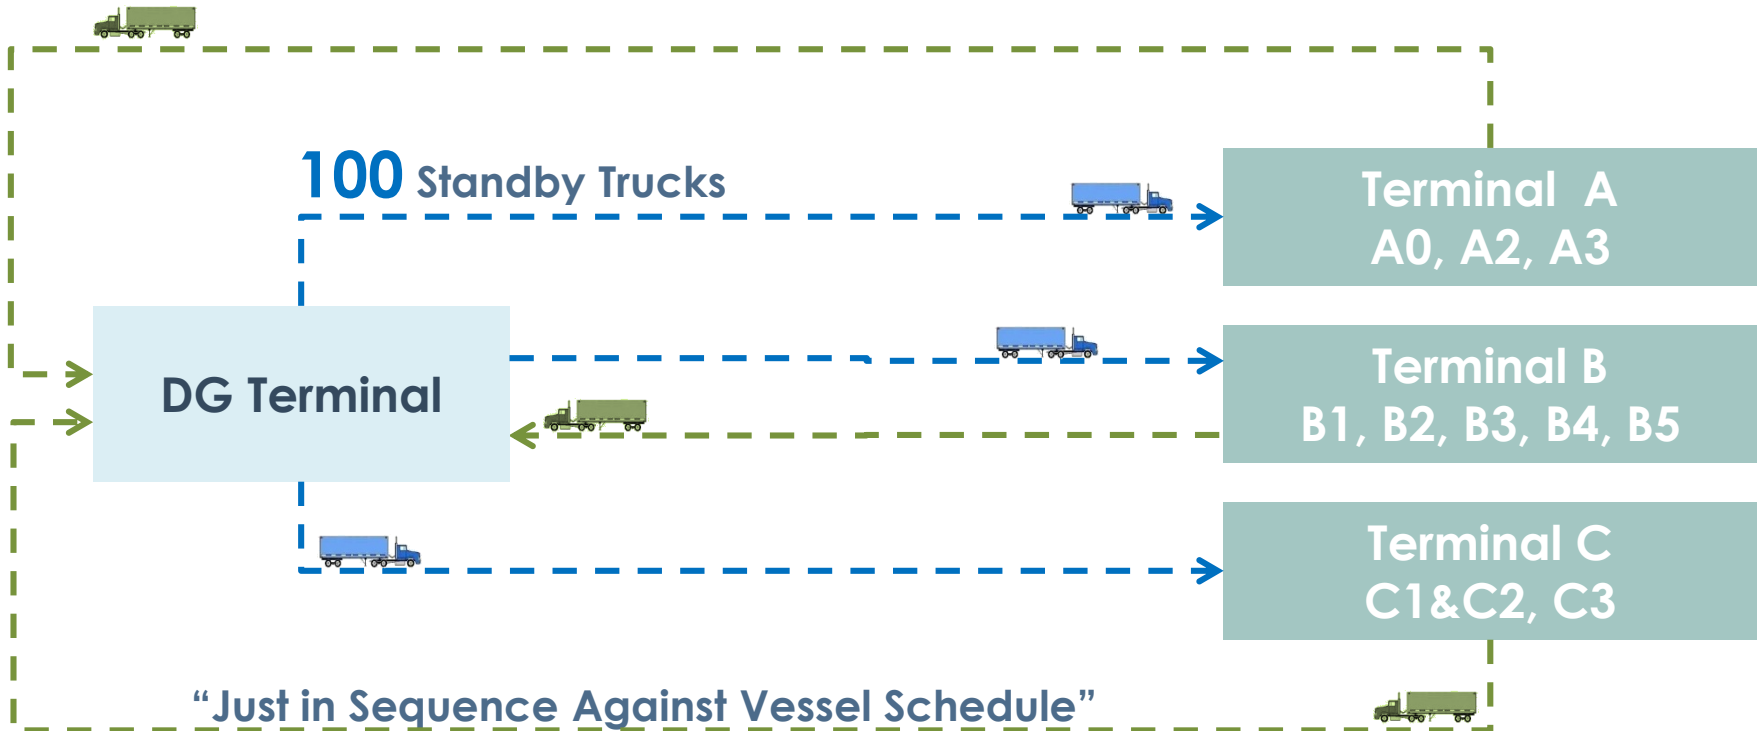 100 Standby Trucks
Terminal A
A0, A2, A3
DG Terminal
Terminal B
B1, B2, B3, B4, B5
Terminal C
C1&C2, C3
“Just in Sequence Against Vessel Schedule”